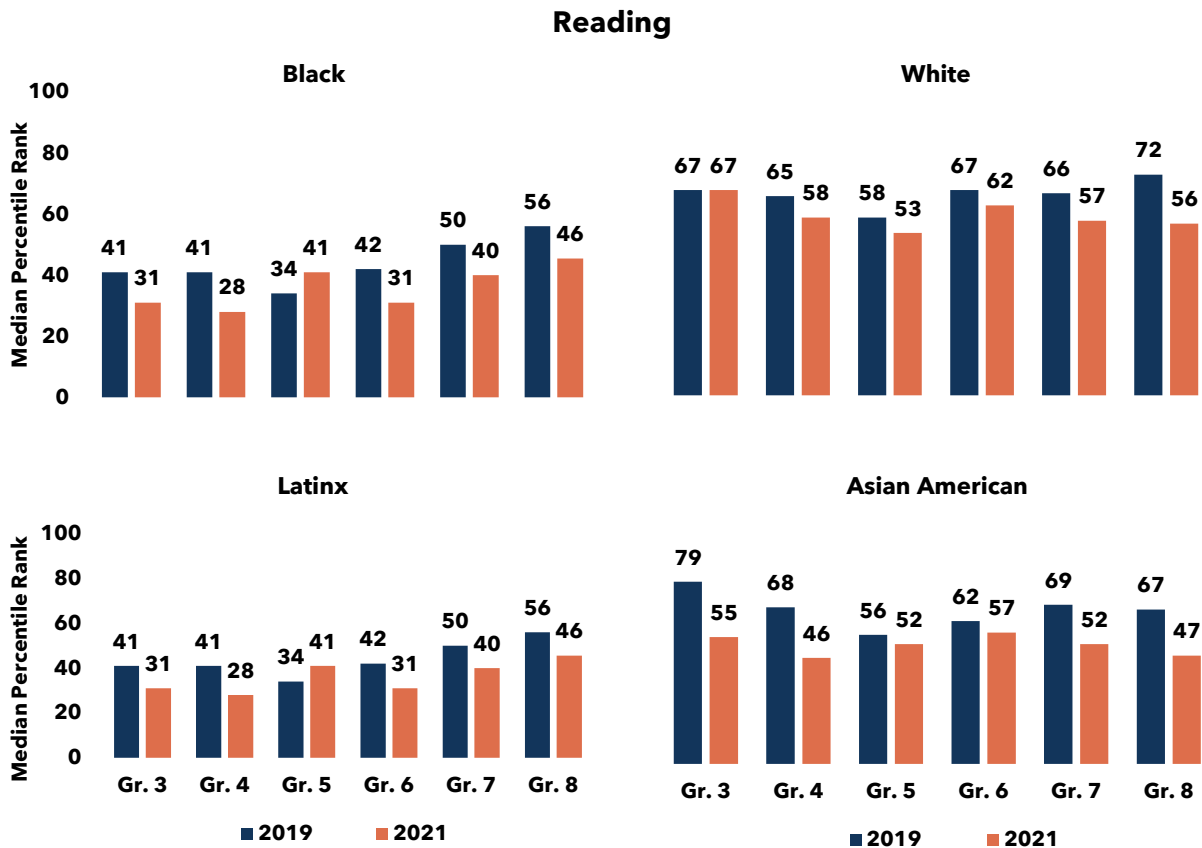 Reading
Black
Median Percentile Rank
100
80
60
40
20
0
41 31 41 28 34 41 42 31 50 40 56 46
White
67 67 65 58 58 53 67 62 66 57 72 56
Latinx
Median Percentile Rank
100
80
60
40
20
0
41 31 41 28 34 41 42 31 50 40 56 46
Gr. 3 Gr. 4 Gr. 5 Gr. 6 Gr. 7 Gr. 8
2019 2021
Asian American
79 55 68 46 56 52 62 57 69 52 67 47
Gr. 3 Gr. 4 Gr. 5 Gr. 6 Gr. 7 Gr. 8
2019 2021